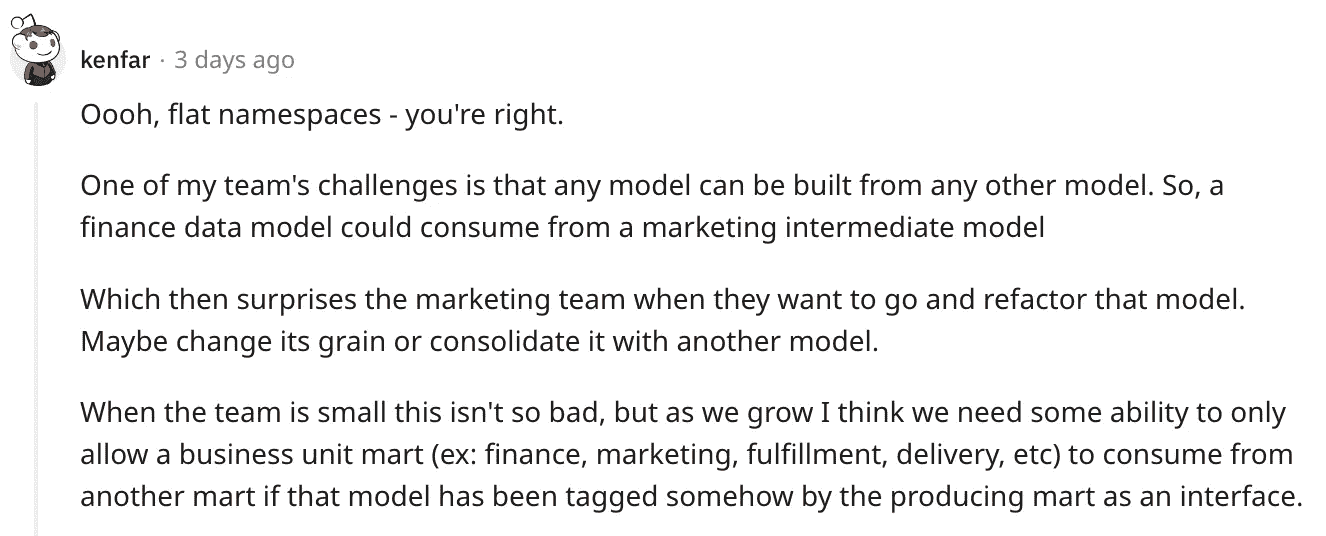 kenfar · 3 days ago
Oooh, flat namespaces - you're right.
One of my team's challenges is that any model can be built from any other model. So, a
finance data model could consume from a marketing intermediate model
Which then surprises the marketing team when they want to go and refactor that model.
Maybe change its grain or consolidate it with another model.
When the team is small this isn't so bad, but as we grow I think we need some ability to only
allow a business unit mart (ex: finance, marketing, fulfillment, delivery, etc) to consume from
another mart if that model has been tagged somehow by the producing mart as an interface.